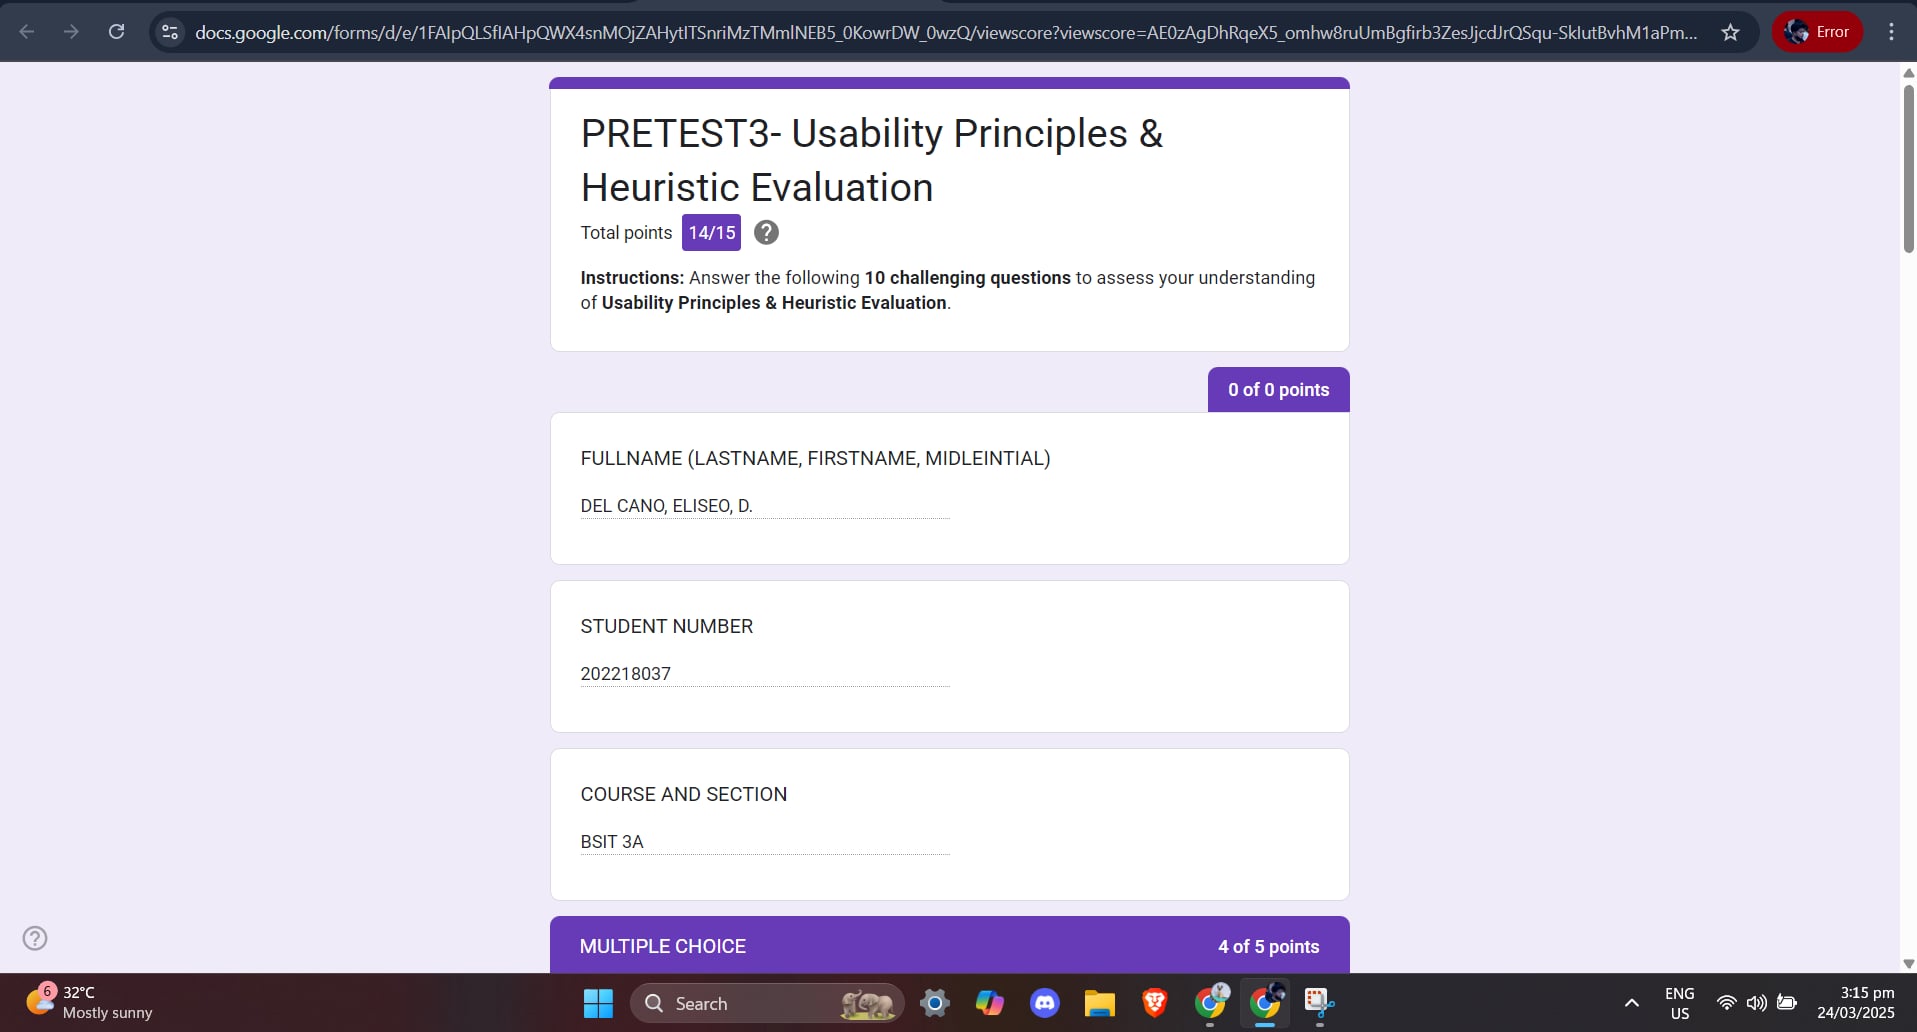 docs.google.com/forms/d/e/1FAIpQLSfIAHpQWX4snMOjZAHytITSnriMzTMmlNEB5_0KowrDW_0wzQ/viewscore?viewscore=AE0zAgDhRqeX5_omhw8ruUmBgfirb3ZesJjcdJrQSqu-SkIutBvhM1aPm...
Error
PRETEST3- Usability Principles &
Heuristic Evaluation
Total points 14/15 ?
Instructions: Answer the following 10 challenging questions to assess your understanding
of Usability Principles & Heuristic Evaluation.
0 of 0 points
FULLNAME (LASTNAME, FIRSTNAME, MIDLEINTIAL)
DEL CANO, ELISEO, D.
STUDENT NUMBER
202218037
COURSE AND SECTION
BSIT 3A
MULTIPLE CHOICE 4 of 5 points
?
6
32°C
Mostly sunny
Search
ENG
US
3:15 pm
24/03/2025